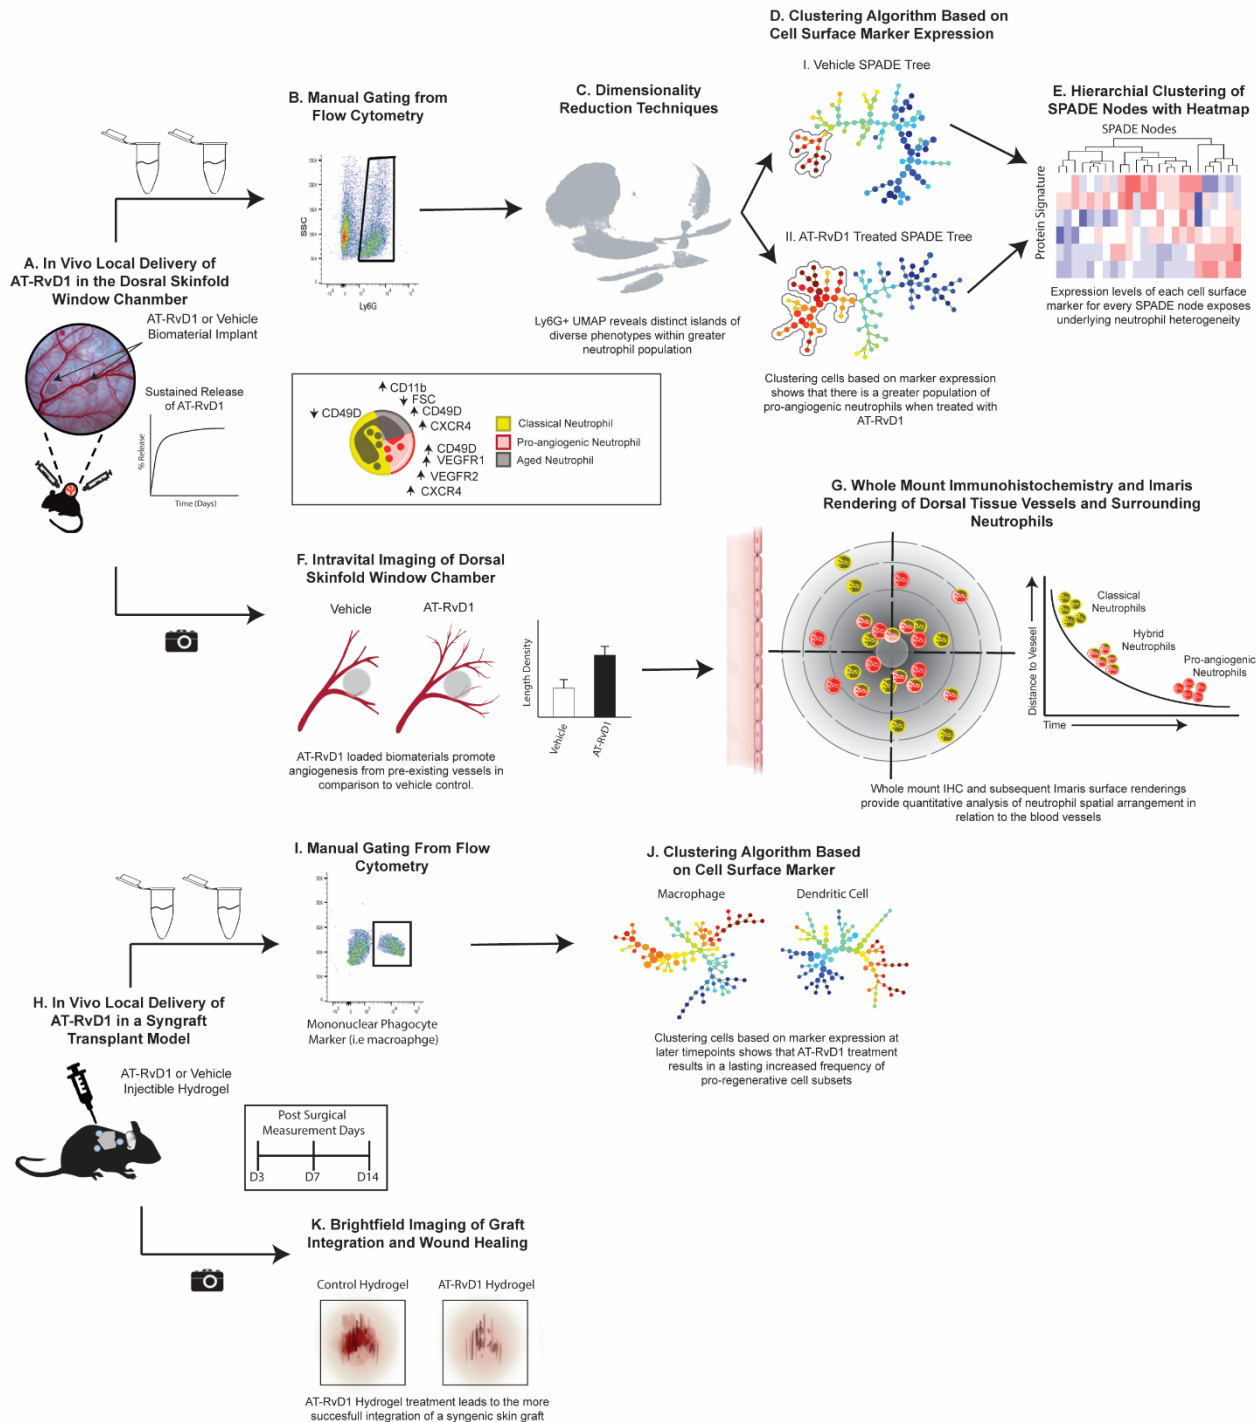 D. Clustering Algorithm Based on
Cell Surface Marker Expression
I. Vehicle SPADE Tree
B. Manual Gating from
Flow Cytometry
C. Dimensionality
Reduction Techniques
E. Hierarchial Clustering of
SPADE Nodes with Heatmap
SPADE Nodes
Protein Signature
SSC
Ly6G
II. AT-RvD1 Treated SPADE Tree
A. In Vivo Local Delivery of
AT-RvD1 in the Dosral Skinfold
Window Chanmber
AT-RvD1 or Vehicle
Biomaterial Implant
Sustained Release
of AT-RvD1
% Release
Time (Days)
Ly6G+ UMAP reveals distinct islands of
diverse phenotypes within greater
neutrophil population
Expression levels of each cell surface
marker for every SPADE node exposes
underlying neutrophil heterogeneity
Clustering cells based on marker expression
shows that there is a greater population of
pro-angiogenic neutrophils when treated with
AT-RvD1
CD11b
FSC
CD49D
CD49D
CXCR4
CD49D
VEGFR1
VEGFR2
CXCR4
Classical Neutrophil
Pro-angiogenic Neutrophil
Aged Neutrophil
F. Intravital Imaging of Dorsal
Skinfold Window Chamber
Vehicle
AT-RvD1
Length Density
Vehicle
AT-RvD1
AT-RvD1 loaded biomaterials promote
angiogenesis from pre-existing vessels in
comparison to vehicle control.
G. Whole Mount Immunohistochemistry and Imaris
Rendering of Dorsal Tissue Vessels and Surrounding
Neutrophils
Distance to Veseel
Classical
Neutrophils
Hybrid
Neutrophils
Pro-angiogenic
Neutrophils
Time
Whole mount IHC and subsequent Imaris surface renderings
provide quantitative analysis of neutrophil spatial arrangement in
relation to the blood vessels
I. Manual Gating From Flow
Cytometry
Mononuclear Phagocyte
Marker (i.e macroaphge)
J. Clustering Algorithm Based
on Cell Surface Marker
Macrophage
Dendritic Cell
Clustering cells based on marker expression at
later timepoints shows that AT-RvD1 treatment
results in a lasting increased frequency of
pro-regenerative cell subsets
H. In Vivo Local Delivery of
AT-RvD1 in a Syngraft
Transplant Model
AT-RvD1 or Vehicle
Injectible Hydrogel
Post Surgical
Measurement Days
D3
D7
D14
K. Brightfield Imaging of Graft
Integration and Wound Healing
Control Hydrogel
AT-RvD1 Hydrogel
AT-RvD1 Hydrogel treatment leads to the more
succesfull integration of a syngenic skin graft